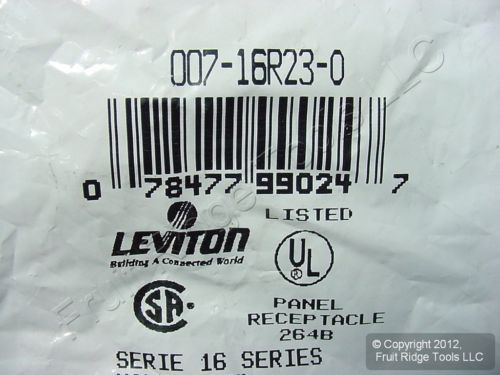 007-16R23-0
0 78477 99024 7
LISTED
LEVITON
Building A Connected World
UL
SA
PANEL
RECEPTACLE
264B
SERIE 16 SERIES
© Copyright 2012,
Fruit Ridge Tools LLC